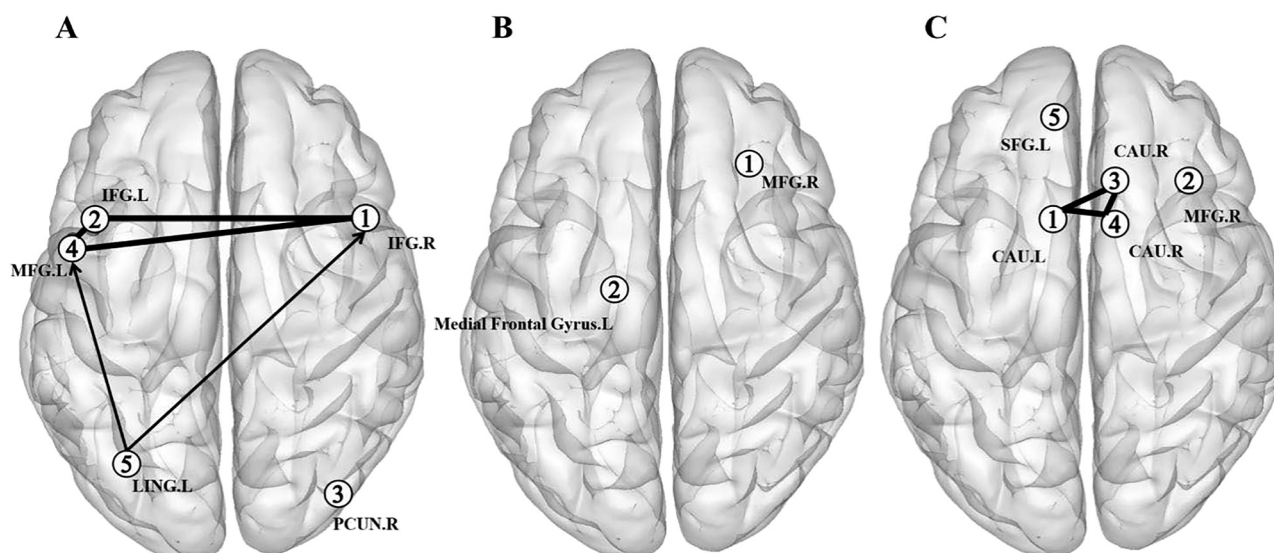 A
IFG.L
2
1
4
IFG.R
MFG.L
5
LING.L
3
PCUN.R
B
1
MFG.R
2
Medial Frontal Gyrus.L
C
5
SFG.L
CAU.R
3
2
1
4
MFG.R
CAU.L
CAU.R